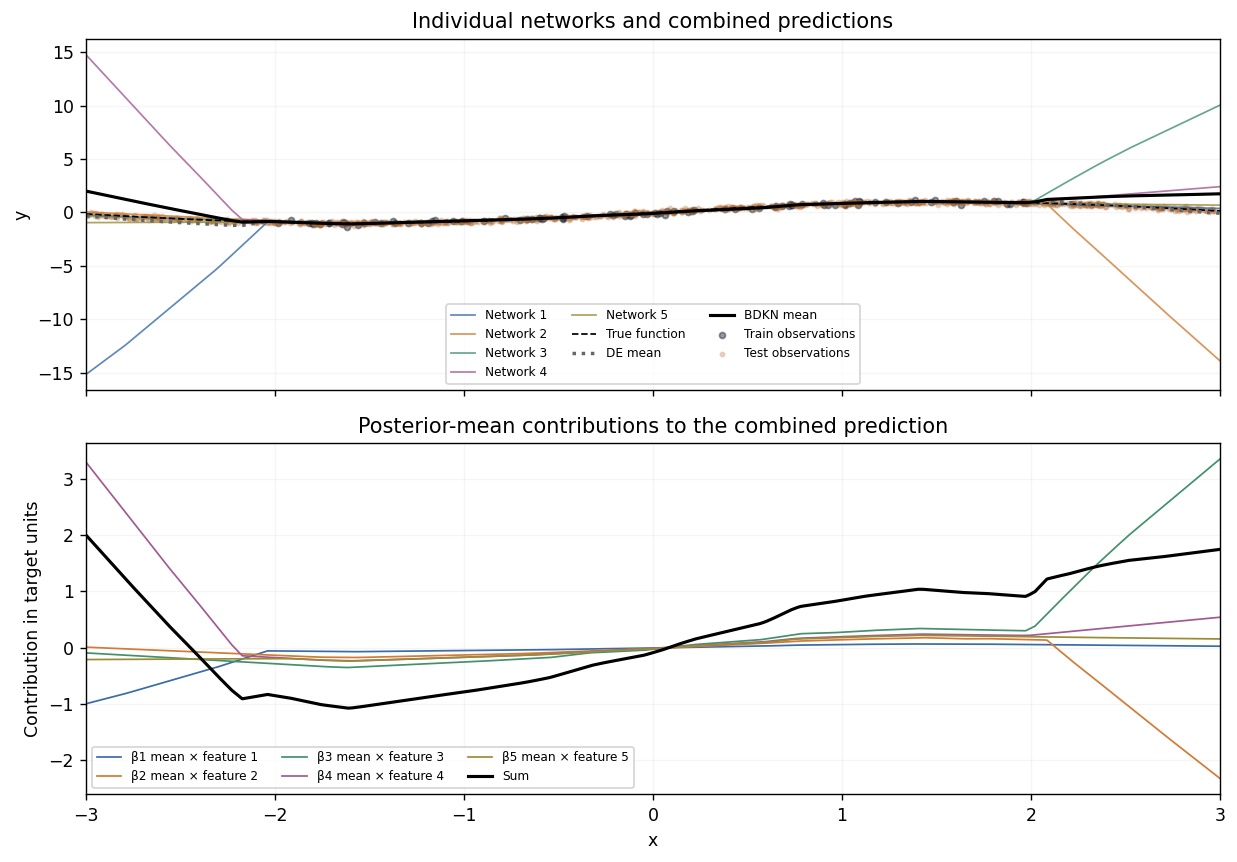 Individual networks and combined predictions
15
10
5
0
−5
−10
−15
y
Network 1
Network 2
Network 3
Network 4
Network 5
True function
DE mean
BDKN mean
Train observations
Test observations
Posterior-mean contributions to the combined prediction
3
2
1
0
−1
−2
Contribution in target units
β1 mean × feature 1
β2 mean × feature 2
β3 mean × feature 3
β4 mean × feature 4
β5 mean × feature 5
Sum
−3 −2 −1 0 1 2 3
x